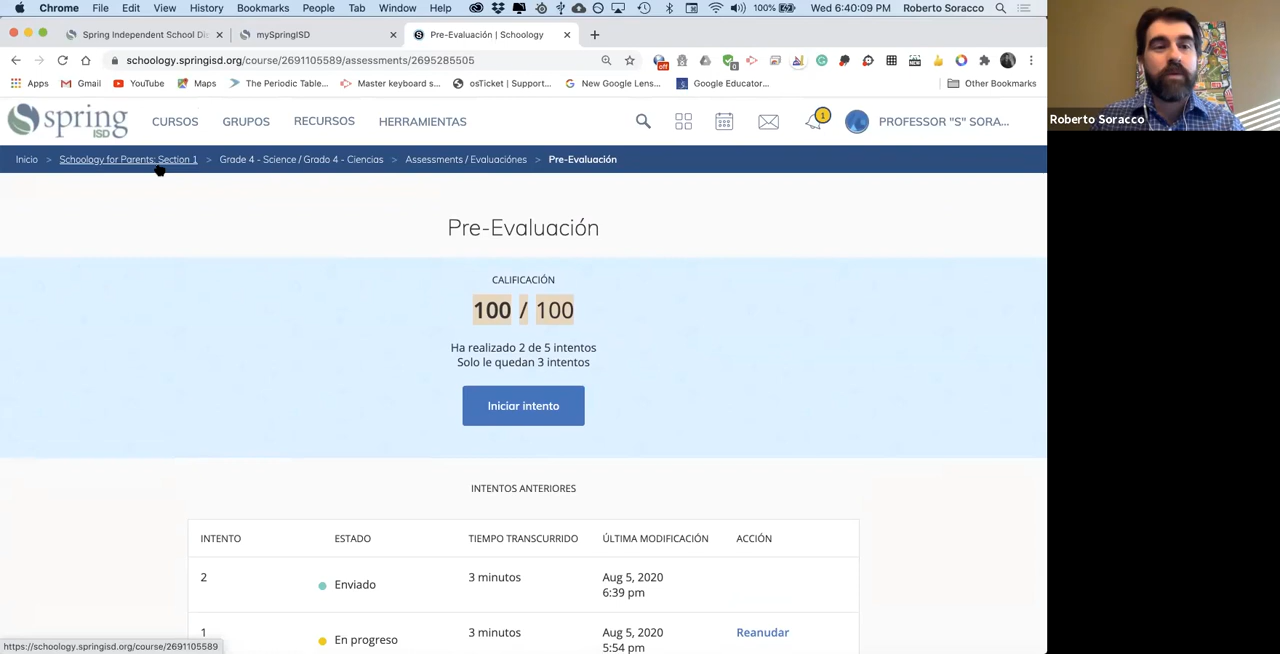 Chrome File Edit View History Bookmarks People Tab Window Help 100% Wed 6:40:09 PM Roberto Soracco
Spring Independent School Dis mySpringISD Pre-Evaluación | Schoology
schoology.springisd.org/course/2691105589/assessments/2695285505
Apps Gmail YouTube Maps The Periodic Table... Master keyboard s... osTicket | Support... New Google Len... Google Educator... Other Bookmarks
spring ISD CURSOS GRUPOS RECURSOS HERRAMIENTAS 1 PROFESSOR "S" SORA...
Inicio > Schoology for Parents: Section 1 > Grade 4 - Science / Grado 4 - Ciencias > Assessments / Evaluaciónes > Pre-Evaluación
Pre-Evaluación
CALIFICACIÓN
100 / 100
Ha realizado 2 de 5 intentos
Solo le quedan 3 intentos
Iniciar intento
INTENTOS ANTERIORES
INTENTO ESTADO TIEMPO TRANSCURRIDO ÚLTIMA MODIFICACIÓN ACCIÓN
2 Enviado 3 minutos Aug 5, 2020
6:39 pm
1 En progreso 3 minutos Aug 5, 2020 Reanudar
5:54 pm
https://schoology.springisd.org/course/2691105589
Roberto Soracco